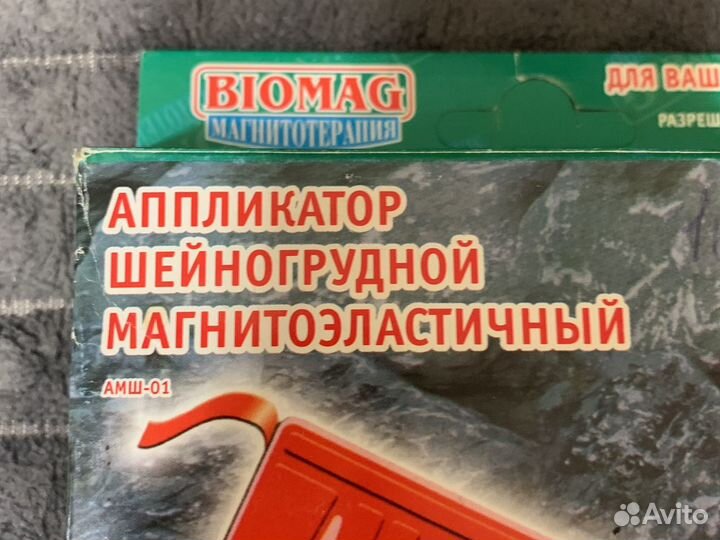 BIOMAG
МАГНИТОТЕРАПИЯ
ДЛЯ ВАШ
РАЗРЕШ
АППЛИКАТОР
ШЕЙНОГРУДНОЙ
МАГНИТОЭЛАСТИЧНЫЙ
АМШ-01
Avito